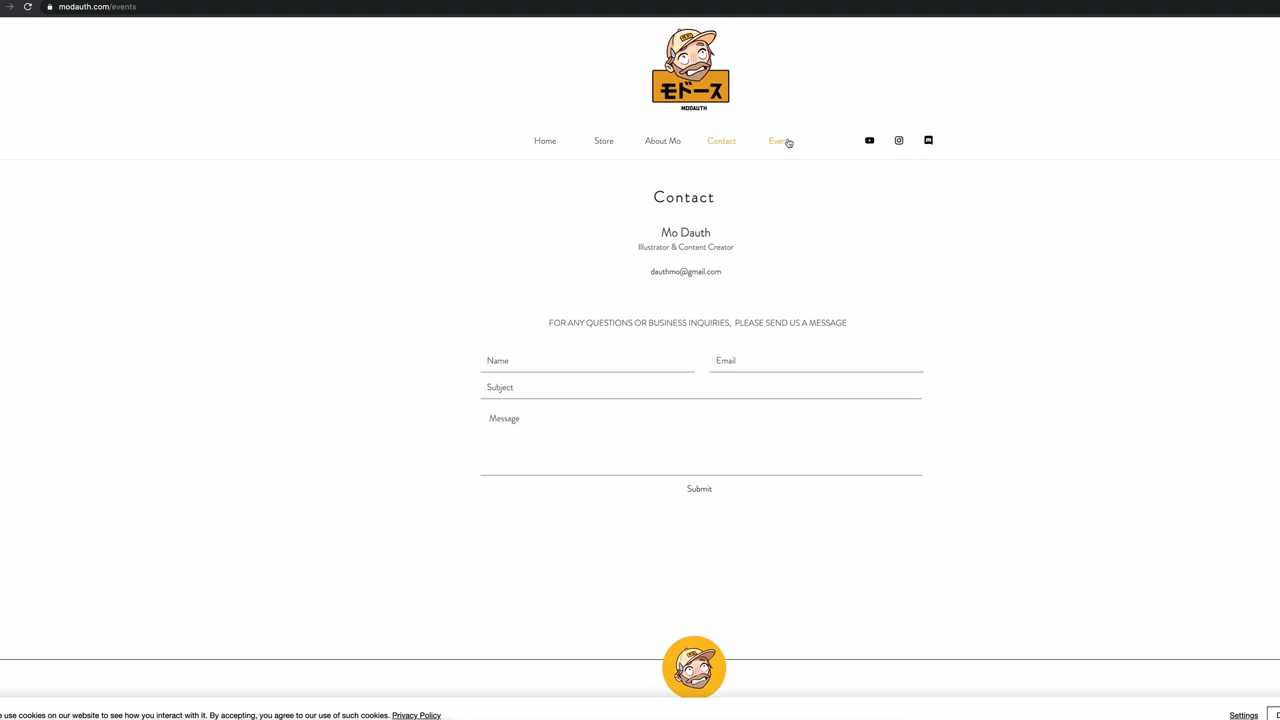 modauth.com/events
モドース
MODAUTH
Home Store About Mo Contact Events
Contact
Mo Dauth
Illustrator & Content Creator
dauthmo@gmail.com
FOR ANY QUESTIONS OR BUSINESS INQUIRIES, PLEASE SEND US A MESSAGE
Name Email
Subject
Message
Submit
use cookies on our website to see how you interact with it. By accepting, you agree to our use of such cookies. Privacy Policy Settings